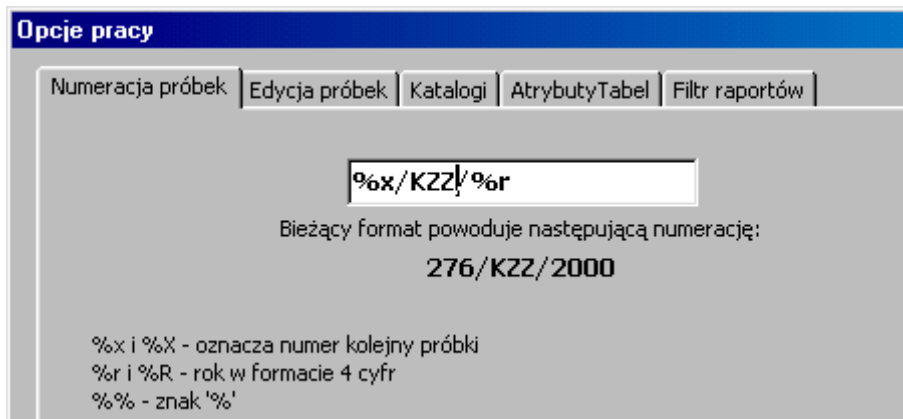 Opcje pracy
Numeracja próbek Edycja próbek Katalogi AtrybutyTabel Filtr raportów
%x/KZZ/%r
Bieżący format powoduje następującą numerację:
276/KZZ/2000
%x i %X - oznacza numer kolejny próbki
%r i %R - rok w formacie 4 cyfr
%% - znak '%'